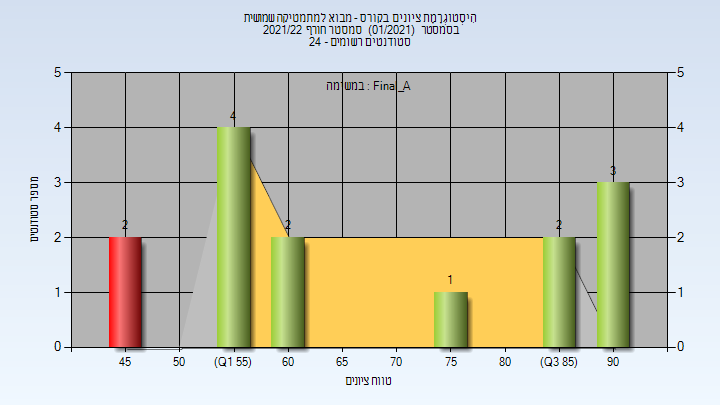 היסטוגרמת ציונים בקורס - מבוא למתמטיקה שמושית
בסמסטר (01/2021) סמסטר חורף 2021/22
סטודנטים רשומים - 24
במשימה : Final_A
מספר סטודנטים
5 5
4 4
3 3
2 2
1 1
0 0
2 4 2 1 2 3
45 50 (Q1 55) 60 65 70 75 80 (Q3 85) 90
טווח ציונים